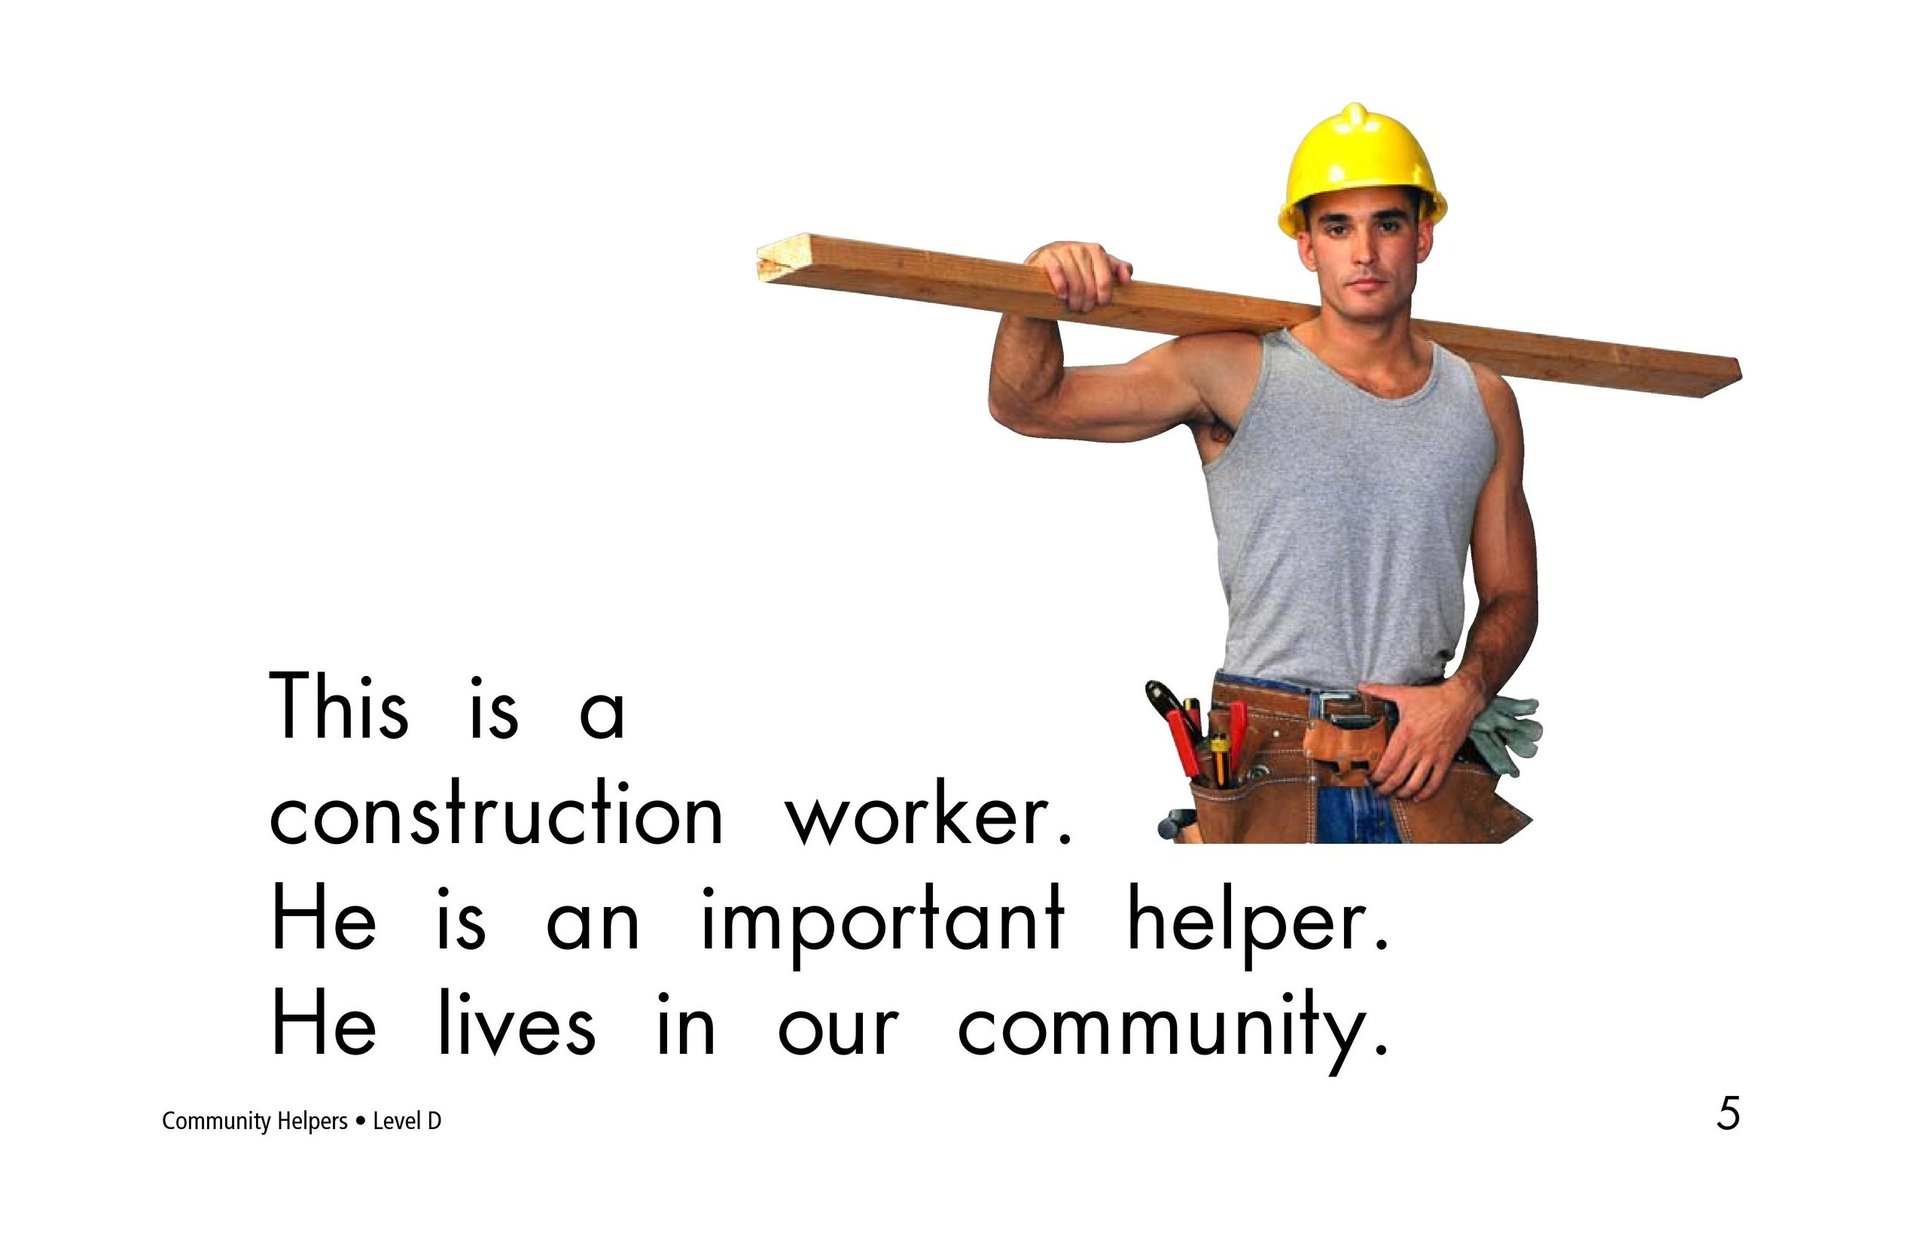 This is a
construction worker.
He is an important helper.
He lives in our community.
Community Helpers • Level D
5